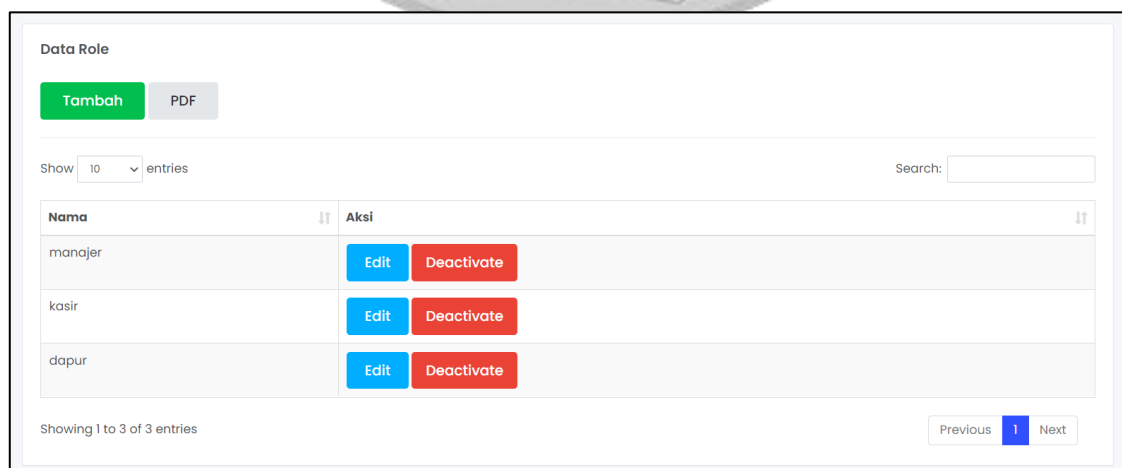 Data Role
Tambah PDF
Show 10 entries Search:
Nama Aksi
manajer Edit Deactivate
kasir Edit Deactivate
dapur Edit Deactivate
Showing 1 to 3 of 3 entries Previous 1 Next